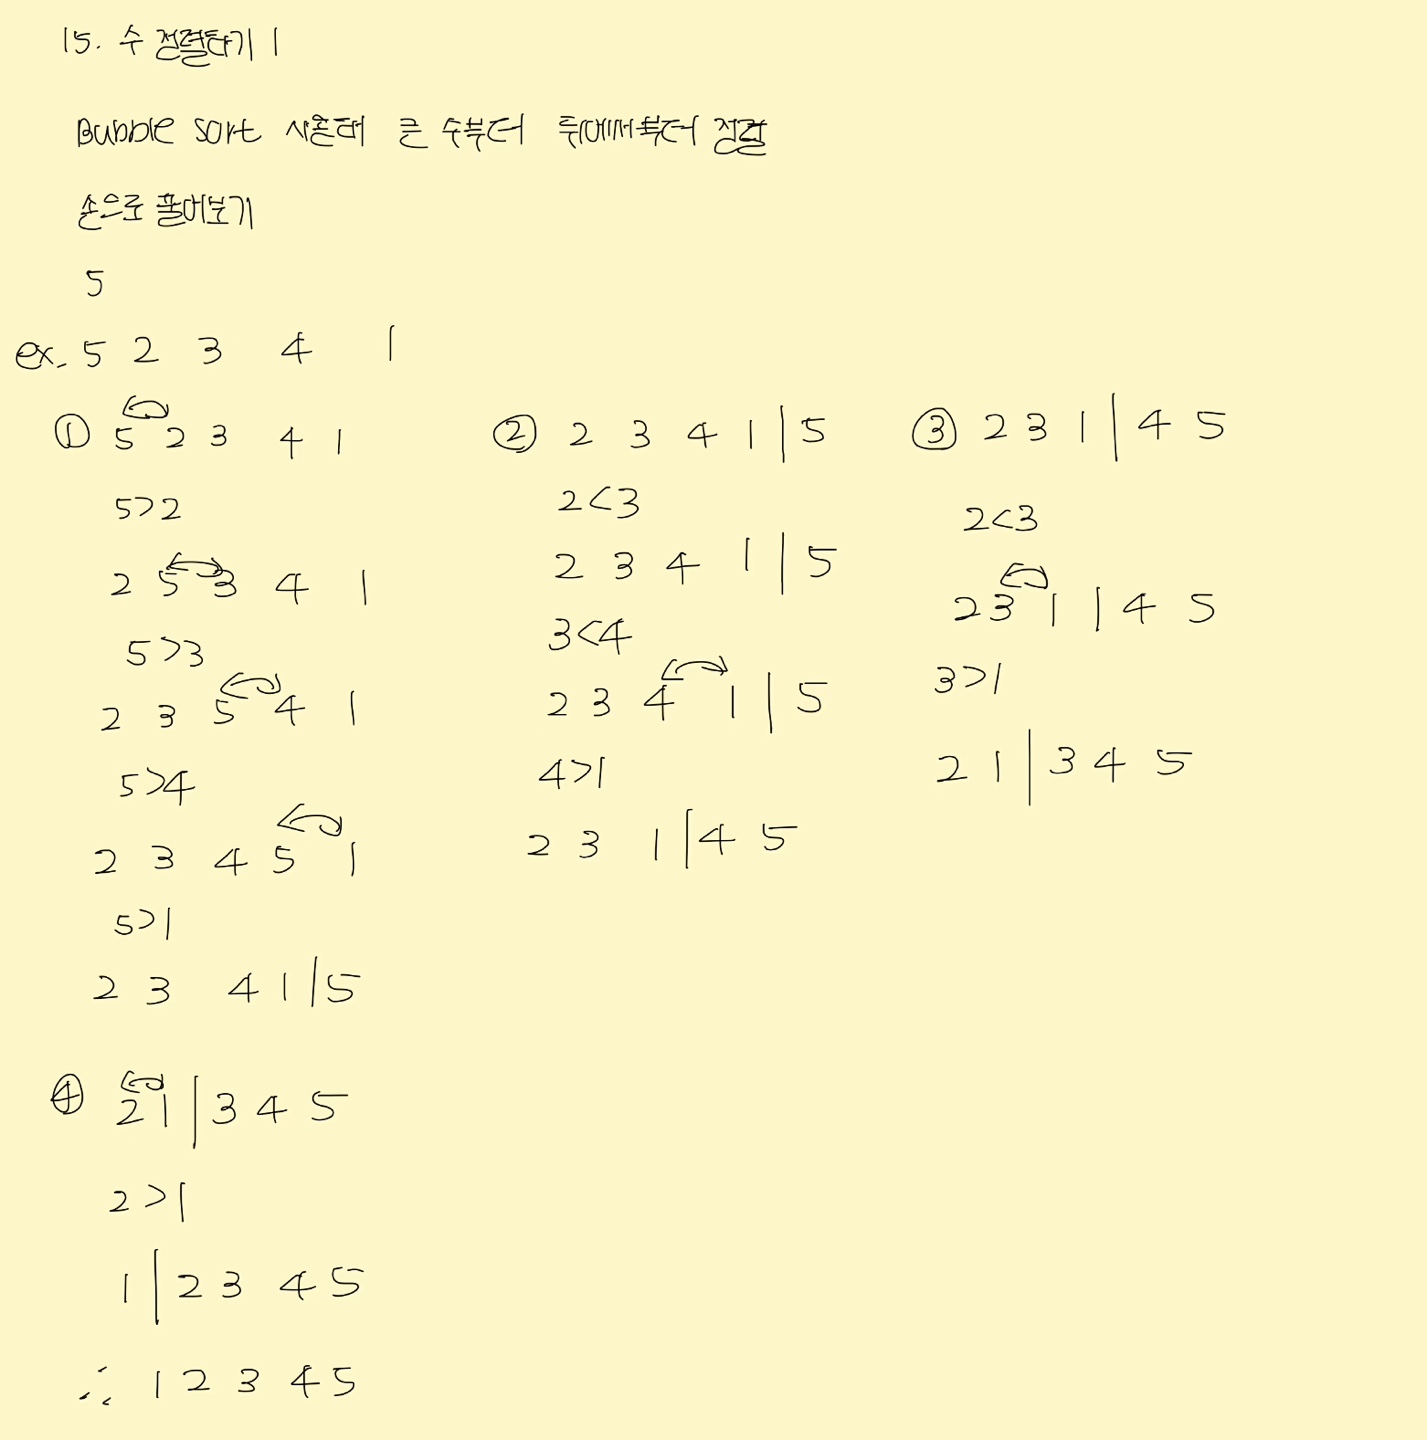 15. 수 정렬하기 1
Bubble sort 사용해 큰 수부터 뒤에서부터 정렬
손으로 풀어보기
5
ex. 5 2 3 4 1
① 5 2 3 4 1
5>2
2 5 3 4 1
5>3
2 3 5 4 1
5>4
2 3 4 5 1
5>1
2 3 4 1 | 5
② 2 3 4 1 | 5
2<3
2 3 4 1 | 5
3<4
2 3 4 1 | 5
4>1
2 3 1 | 4 5
③ 2 3 1 | 4 5
2<3
2 3 1 | 4 5
3>1
2 1 | 3 4 5
④ 2 1 | 3 4 5
2>1
1 | 2 3 4 5
∴ 1 2 3 4 5